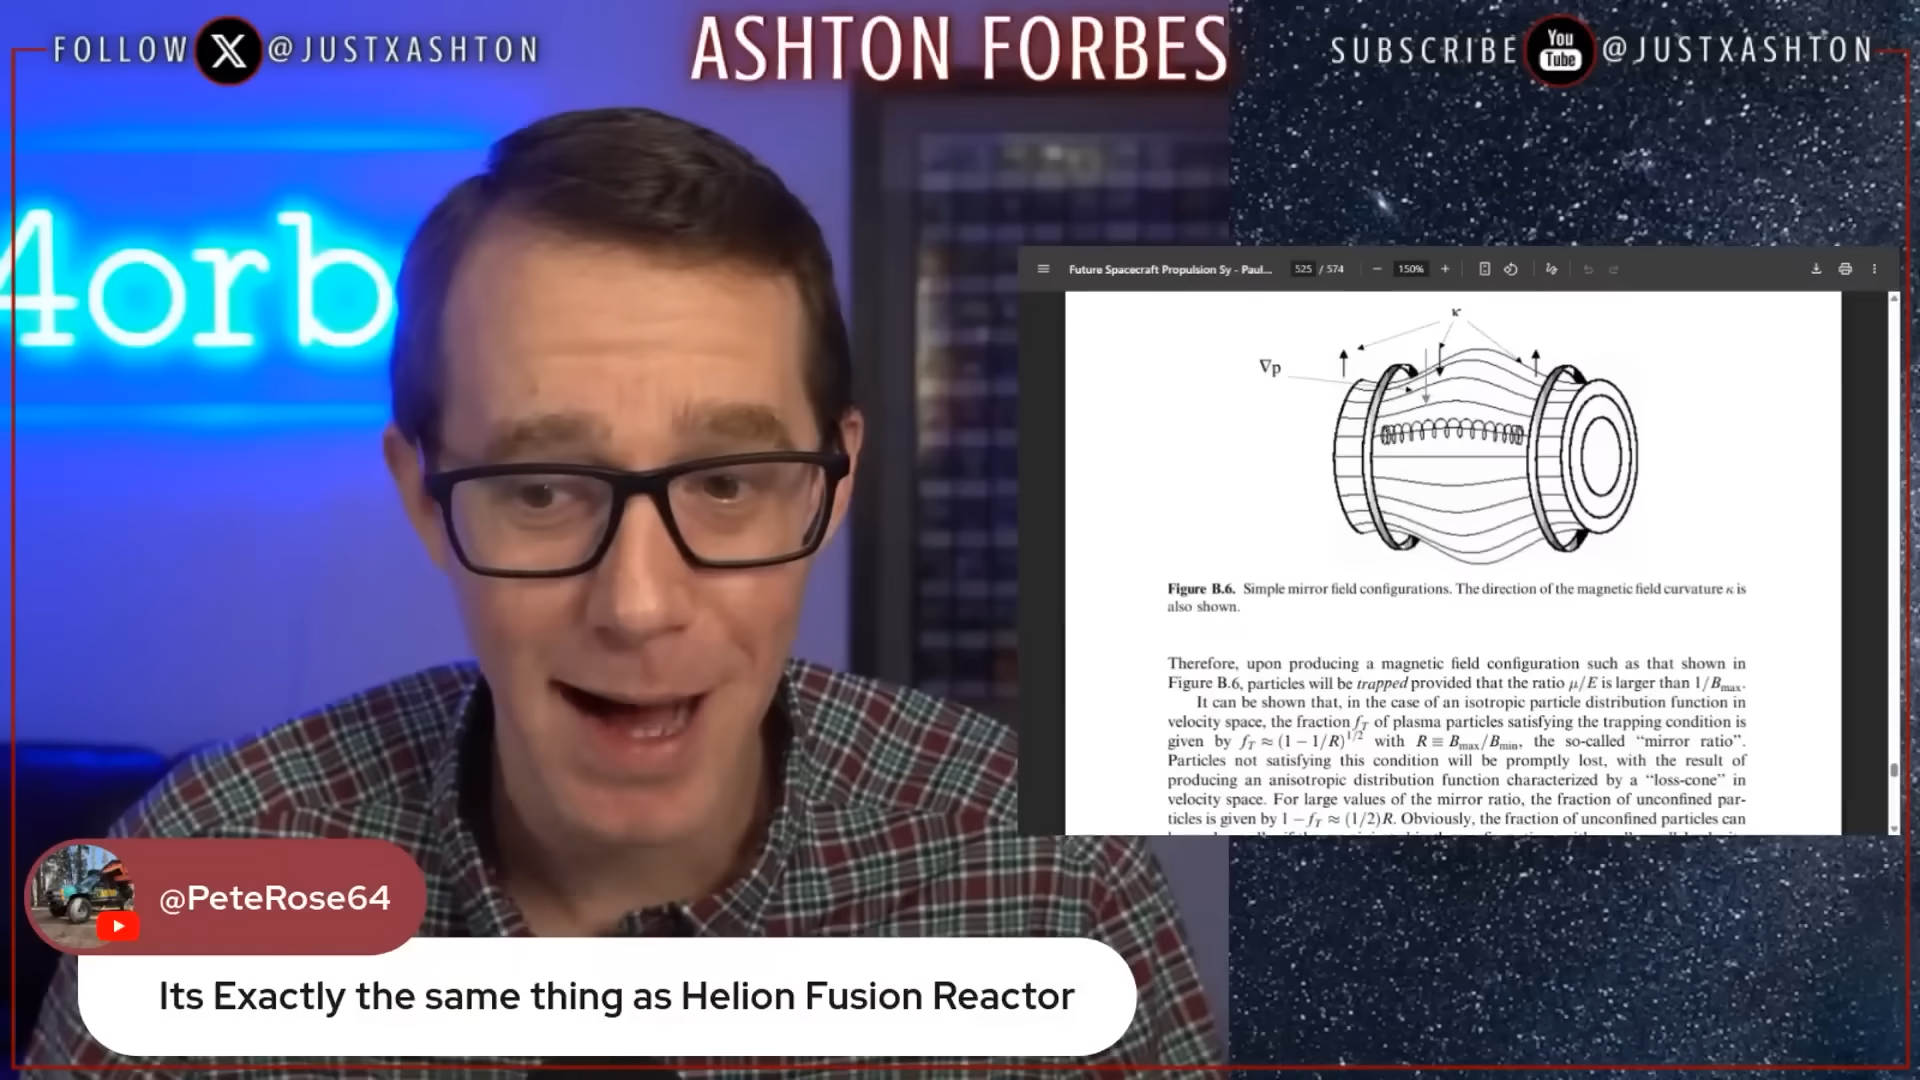 FOLLOW X @JUSTXASHTON
ASHTON FORBES
SUBSCRIBE You Tube @JUSTXASHTON
4orb
Future Spacecraft Propulsion Sy - Paul... 525 / 574 − 150% +
κ
∇p
Figure B.6. Simple mirror field configurations. The direction of the magnetic field curvature κ is
also shown.
Therefore, upon producing a magnetic field configuration such as that shown in
Figure B.6, particles will be trapped provided that the ratio μ/E is larger than 1/Bmax.
It can be shown that, in the case of an isotropic particle distribution function in
velocity space, the fraction fT of plasma particles satisfying the trapping condition is
given by fT ≈ (1 − 1/R)^1/2 with R ≡ Bmax/Bmin, the so-called “mirror ratio”.
Particles not satisfying this condition will be promptly lost, with the result of
producing an anisotropic distribution function characterized by a “loss-cone” in
velocity space. For large values of the mirror ratio, the fraction of unconfined par-
ticles is given by 1 − fT ≈ (1/2)R. Obviously, the fraction of unconfined particles can
@PeteRose64
Its Exactly the same thing as Helion Fusion Reactor